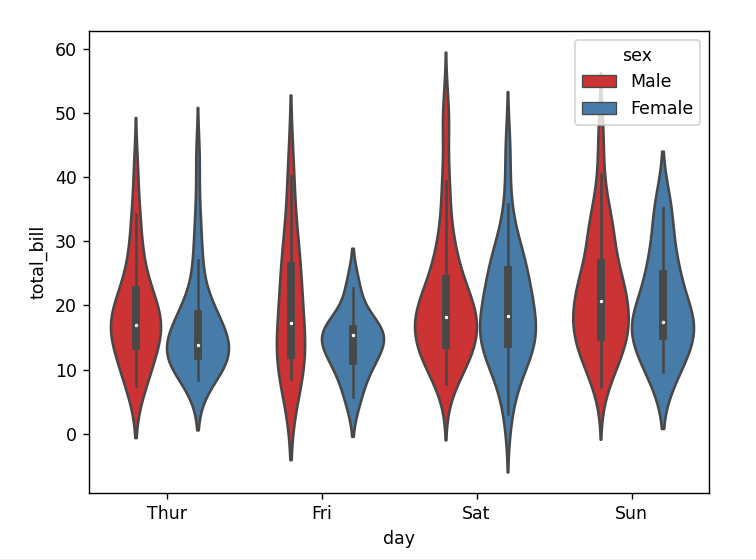 60
50
40
30
20
10
0
total_bill
sex
Male
Female
Thur
Fri
Sat
Sun
day